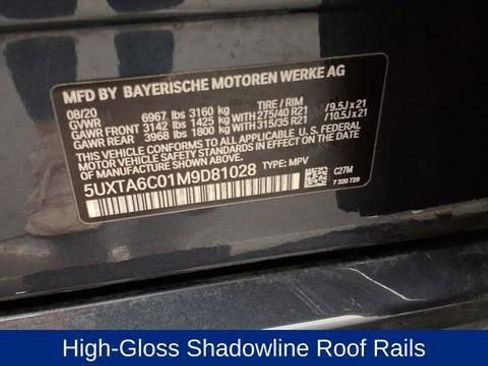 MFD BY BAYERISCHE MOTOREN WERKE AG
08/20
GVWR 6967 lbs 3160 kg TIRE / RIM
GAWR FRONT 3142 lbs 1425 kg WITH 275/40 R21 / 9.5J x 21
GAWR REAR 3968 lbs 1800 kg WITH 315/35 R21 / 10.5J x 21
THIS VEHICLE CONFORMS TO ALL APPLICABLE U.S. FEDERAL
MOTOR VEHICLE SAFETY STANDARDS IN EFFECT
ON THE DATE OF MANUFACTURE SHOWN ABOVE.
5UXTA6C01M9D81028 TYPE: MPV
C27M
7 320 729
High-Gloss Shadowline Roof Rails